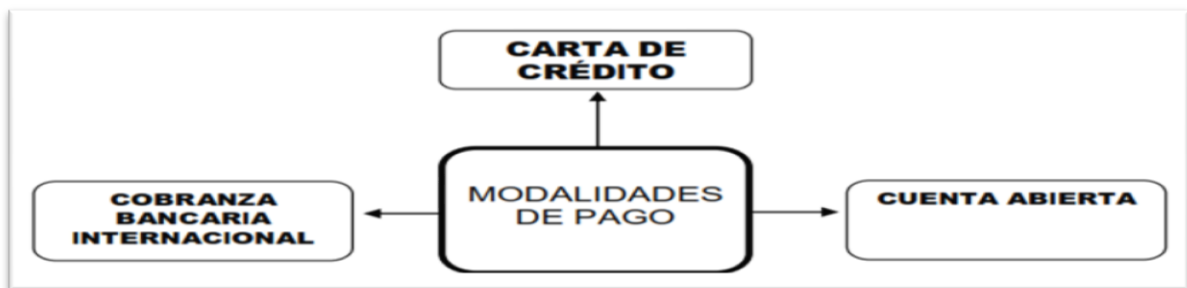 CARTA DE
CRÉDITO
MODALIDADES
DE PAGO
COBRANZA
BANCARIA
INTERNACIONAL
CUENTA ABIERTA